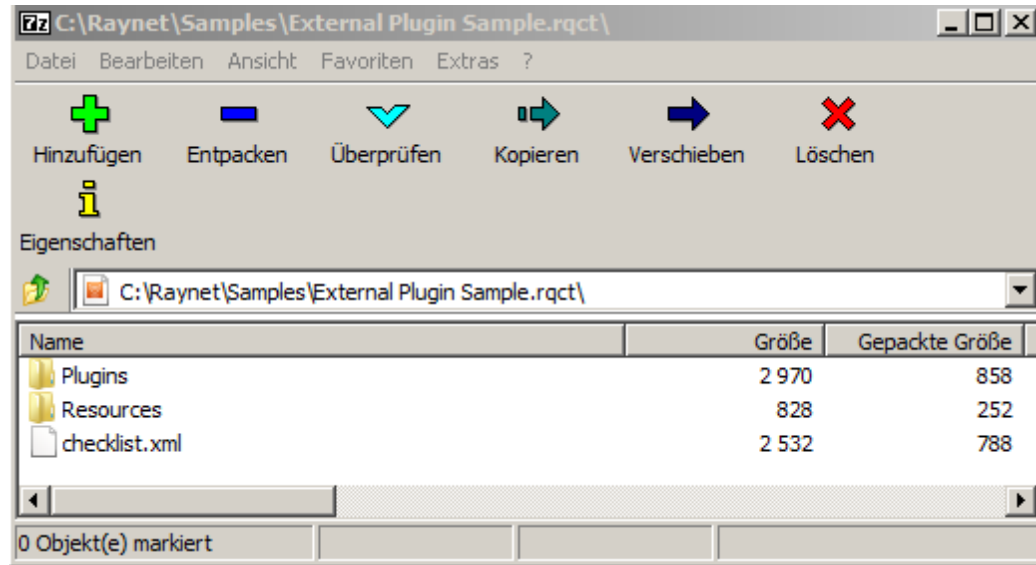 7z C:\Raynet\Samples\External Plugin Sample.rqct\
Datei Bearbeiten Ansicht Favoriten Extras ?
Hinzufügen Entpacken Überprüfen Kopieren Verschieben Löschen
Eigenschaften
C:\Raynet\Samples\External Plugin Sample.rqct\
Name Größe Gepackte Größe
Plugins 2 970 858
Resources 828 252
checklist.xml 2 532 788
0 Objekt(e) markiert